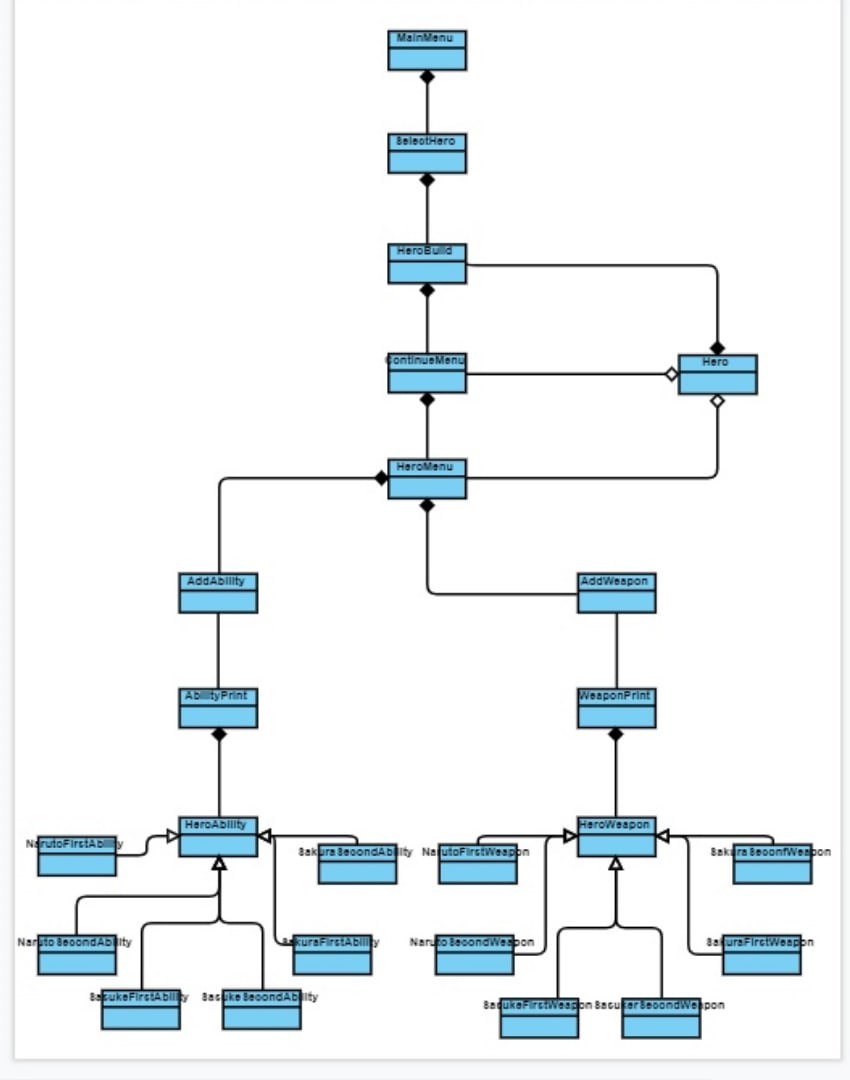 MainMenu
SelectHero
HeroBuild
ContinueMenu
Hero
HeroMenu
AddAbility
AddWeapon
AbilityPrint
WeaponPrint
HeroAbility
HeroWeapon
NarutoFirstAbility
SakuraSecondAbility
NarutoFirstWeapon
SakuraSeconfWeapon
NarutoSecondAbility
SakuraFirstAbility
NarutoSecondWeapon
SakuraFirstWeapon
SasukeFirstAbility
SasukeSecondAbility
SasukeFirstWeapon
SasukerSecondWeapon